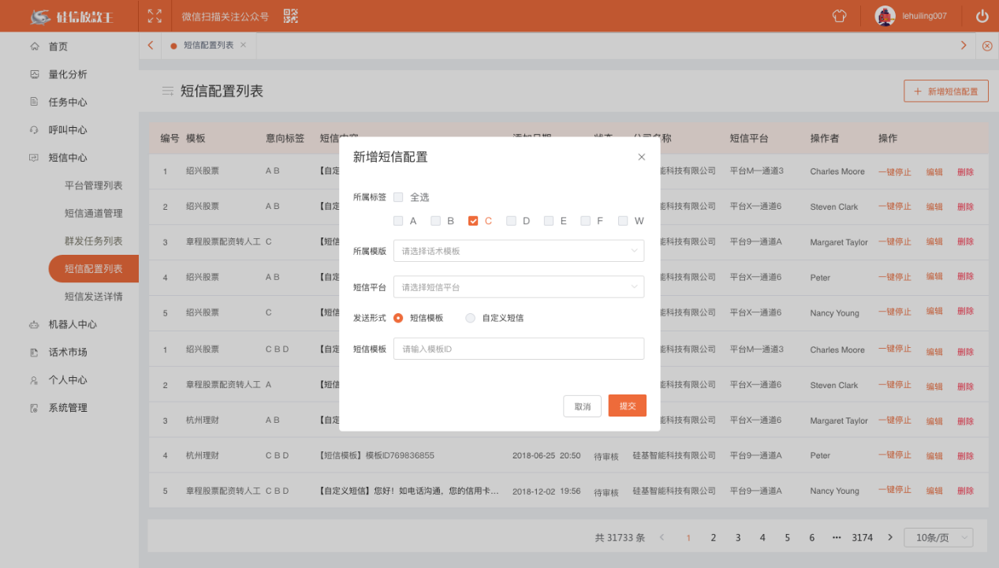 硅信放款王 微信扫描关注公众号 lehuiling007
首页
量化分析
任务中心
呼叫中心
短信中心
平台管理列表
短信通道管理
群发任务列表
短信配置列表
短信发送详情
机器人中心
话术市场
个人中心
系统管理
短信配置列表
短信配置列表
新增短信配置
编号 模板 意向标签 短信 称 短信平台 操作者 操作
1 绍兴股票 A B 【自定 能科技有限公司 平台M—通道3 Charles Moore 一键停止 编辑 删除
2 绍兴股票 A B 【自定 能科技有限公司 平台X—通道6 Steven Clark 一键停止 编辑 删除
3 章程股票配资转人工 C 【短信 能科技有限公司 平台9—通道A Margaret Taylor 一键停止 编辑 删除
4 绍兴股票 A B 【自定 能科技有限公司 平台X—通道6 Peter 一键停止 编辑 删除
5 绍兴股票 C 【短信 能科技有限公司 平台X—通道6 Nancy Young 一键停止 编辑 删除
1 绍兴股票 C B D 【自定 能科技有限公司 平台M—通道3 Charles Moore 一键停止 编辑 删除
2 章程股票配资转人工 A 【短信 能科技有限公司 平台X—通道6 Steven Clark 一键停止 编辑 删除
3 杭州理财 A B 【自定 能科技有限公司 平台X—通道6 Margaret Taylor 一键停止 编辑 删除
4 杭州理财 C B D 【短信模板】模板ID769836855 2018-06-25 20:50 待审核 硅基智能科技有限公司 平台9—通道A Peter 一键停止 编辑 删除
5 章程股票配资转人工 C B D 【自定义短信】您好！如电话沟通，您的信用卡... 2018-12-02 19:56 待审核 硅基智能科技有限公司 平台9—通道A Nancy Young 一键停止 编辑 删除
共 31733 条 1 2 3 4 5 6 ••• 3174 10条/页
新增短信配置
所属标签 全选
A B C D E F W
所属模版 请选择话术模板
短信平台 请选择短信平台
发送形式 短信模板 自定义短信
短信模板 请输入模板ID
取消 提交